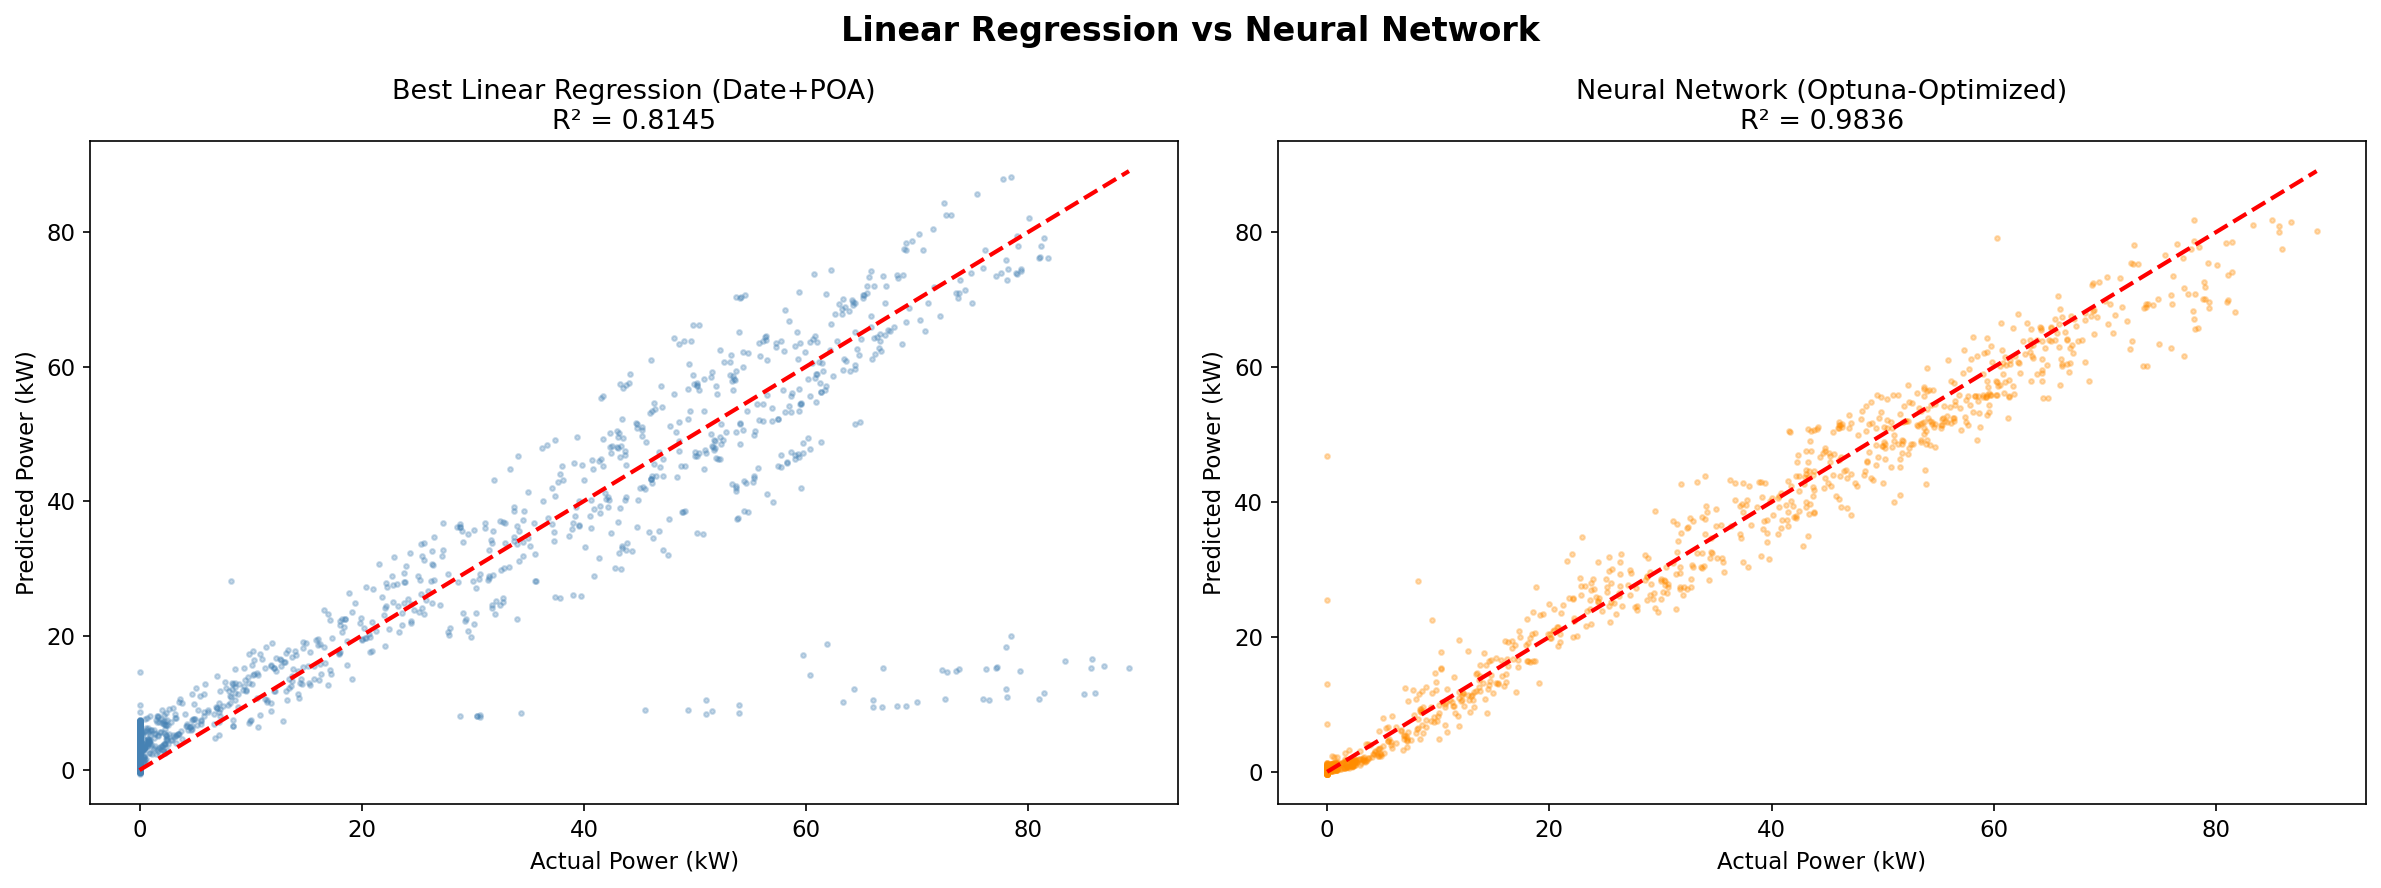 Linear Regression vs Neural Network
Best Linear Regression (Date+POA)
R² = 0.8145
Predicted Power (kW)
80
60
40
20
0
0 20 40 60 80
Actual Power (kW)
Neural Network (Optuna-Optimized)
R² = 0.9836
Predicted Power (kW)
80
60
40
20
0
0 20 40 60 80
Actual Power (kW)